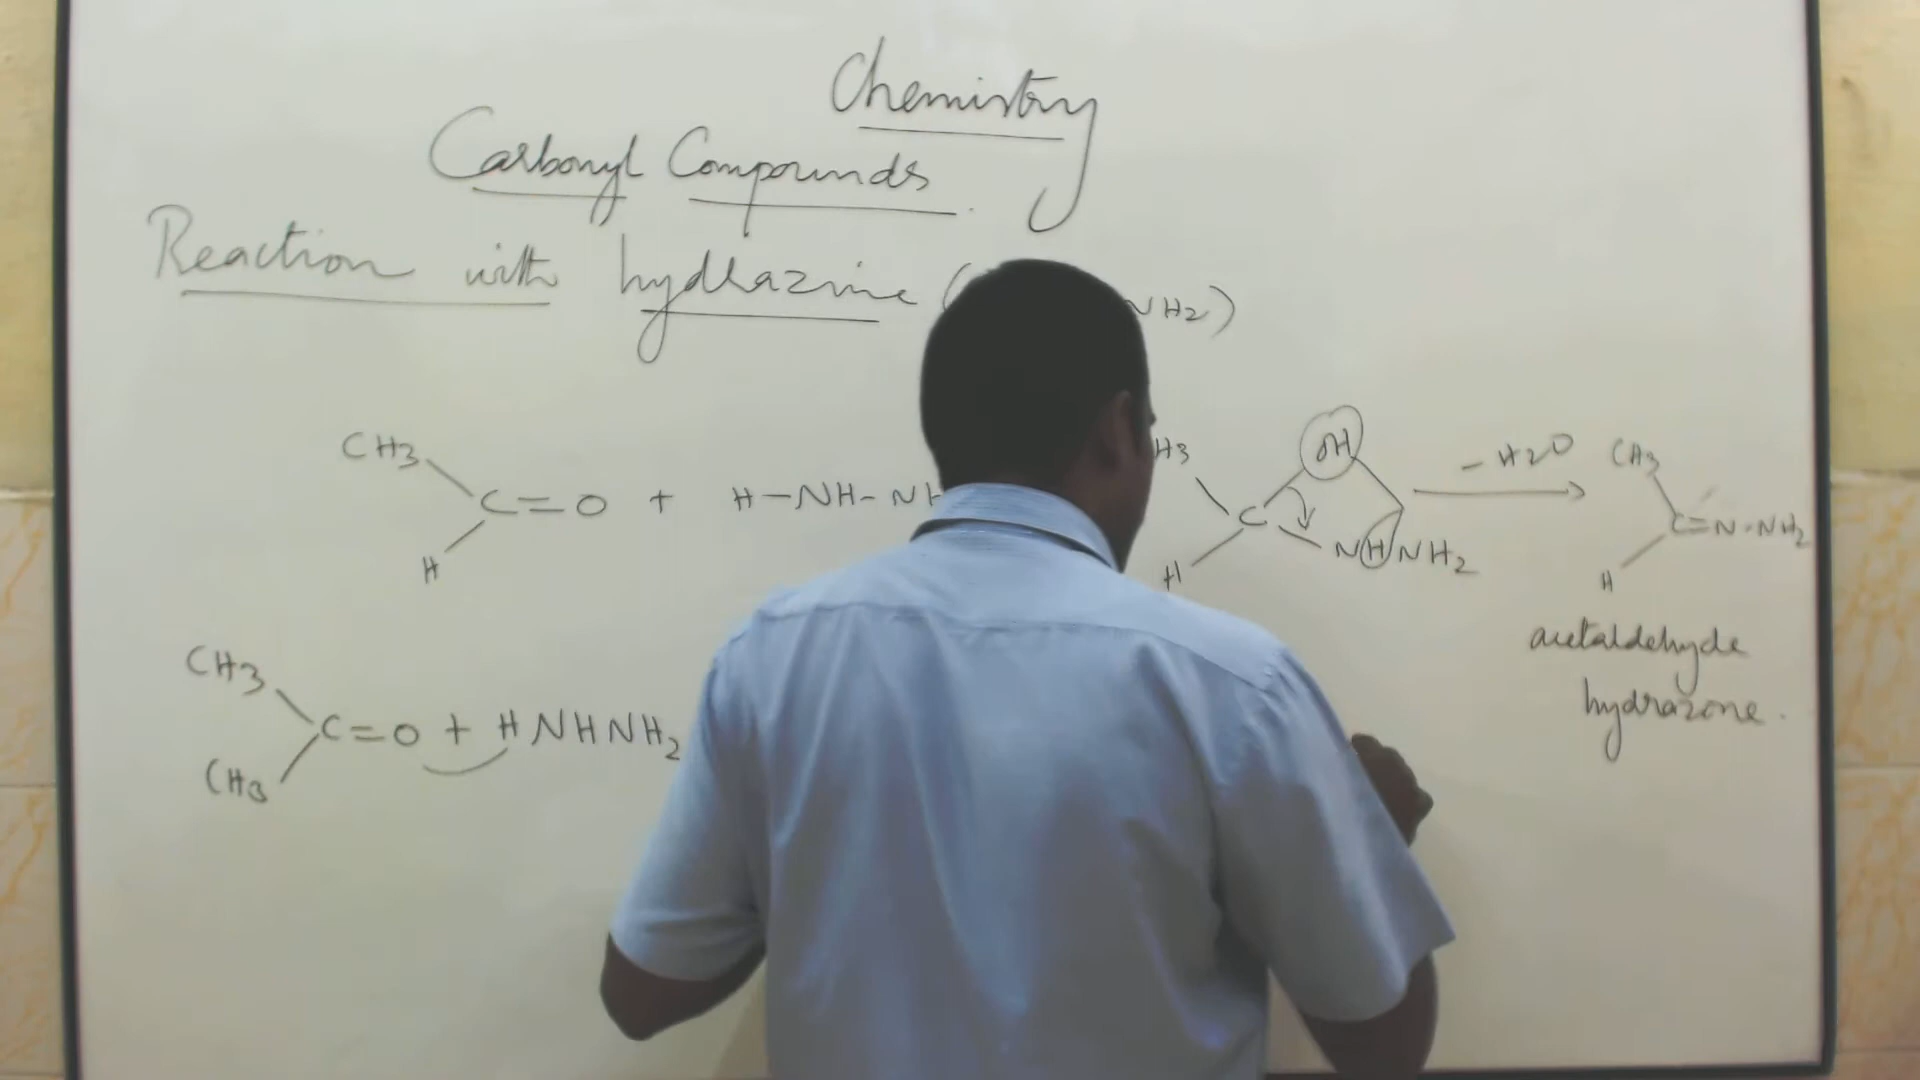 Chemistry
Carbonyl Compounds.
Reaction with hydrazine ( NH2)
CH3 H3 OH - H2O CH3
C=O + H-NH-NH C NHNH2 C=N-NH2
H H H
acetaldehyde
hydrazone.
CH3
C=O + HNHNH2
CH3